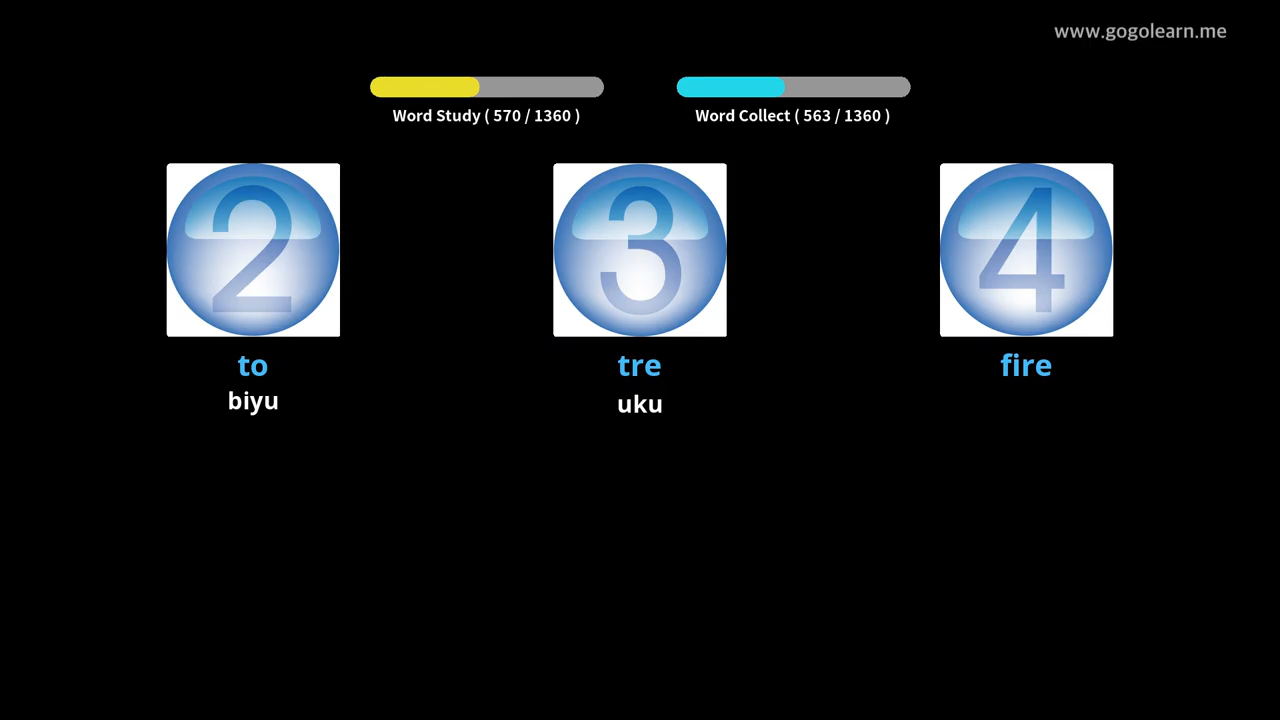 www.gogolearn.me
Word Study ( 570 / 1360 )
Word Collect ( 563 / 1360 )
2
3
4
to
tre
fire
biyu
uku